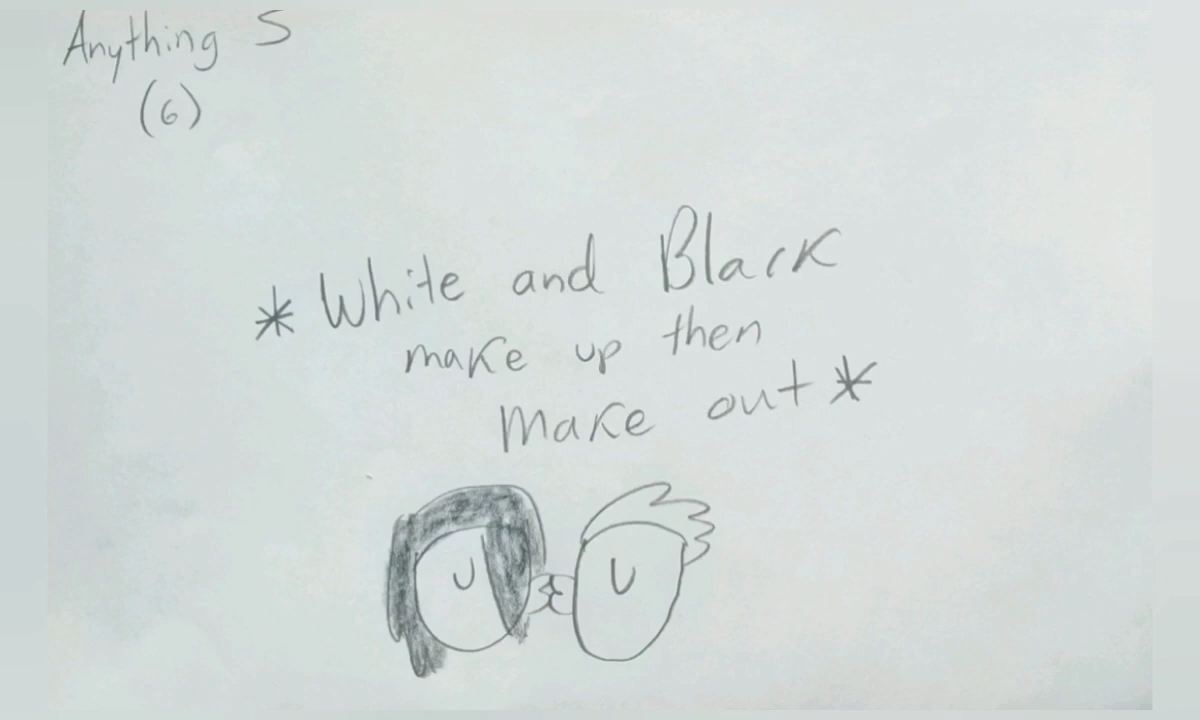 Anything S
(6)
* White and Black
make up then
make out *